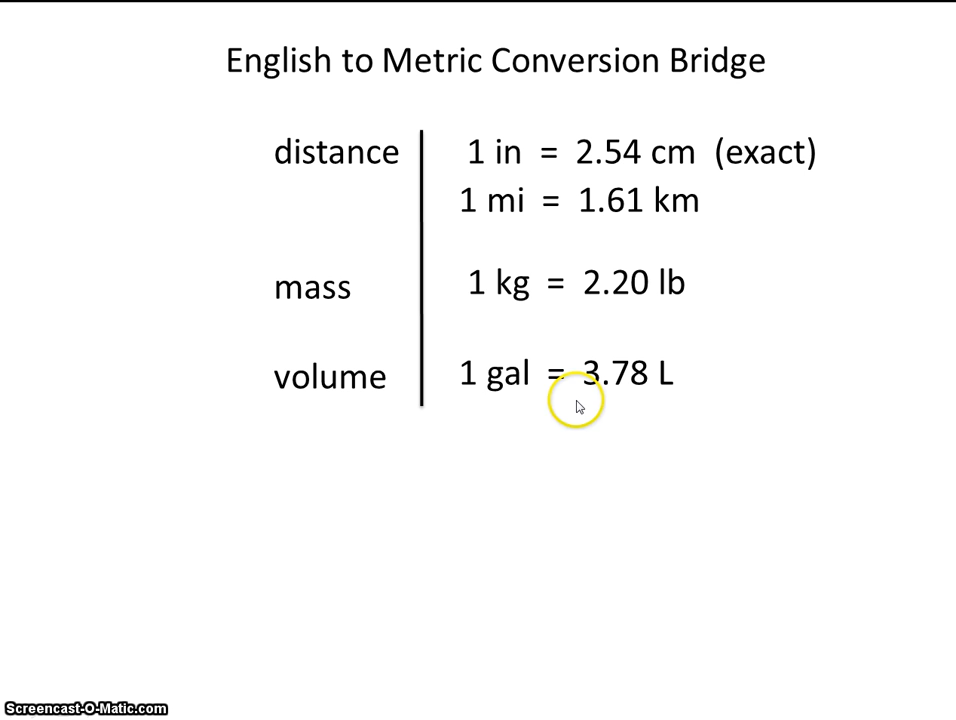 English to Metric Conversion Bridge
distance 1 in = 2.54 cm (exact)
1 mi = 1.61 km
mass 1 kg = 2.20 lb
volume 1 gal = 3.78 L
Screencast-O-Matic.com